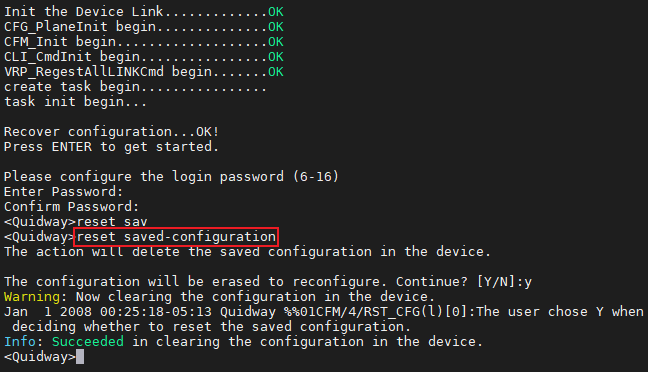 Init the Device Link.............OK
CFG_PlaneInit begin..............OK
CFM_Init begin...................OK
CLI_CmdInit begin................OK
VRP_RegestAllLINKCmd begin.......OK
create task begin................
task init begin...
Recover configuration...OK!
Press ENTER to get started.
Please configure the login password (6-16)
Enter Password:
Confirm Password:
<Quidway>reset sav
<Quidway>reset saved-configuration
The action will delete the saved configuration in the device.
The configuration will be erased to reconfigure. Continue? [Y/N]:y
Warning: Now clearing the configuration in the device.
Jan  1 2008 00:25:18-05:13 Quidway %%01CFM/4/RST_CFG(l)[0]:The user chose Y when
 deciding whether to reset the saved configuration.
Info: Succeeded in clearing the configuration in the device.
<Quidway>